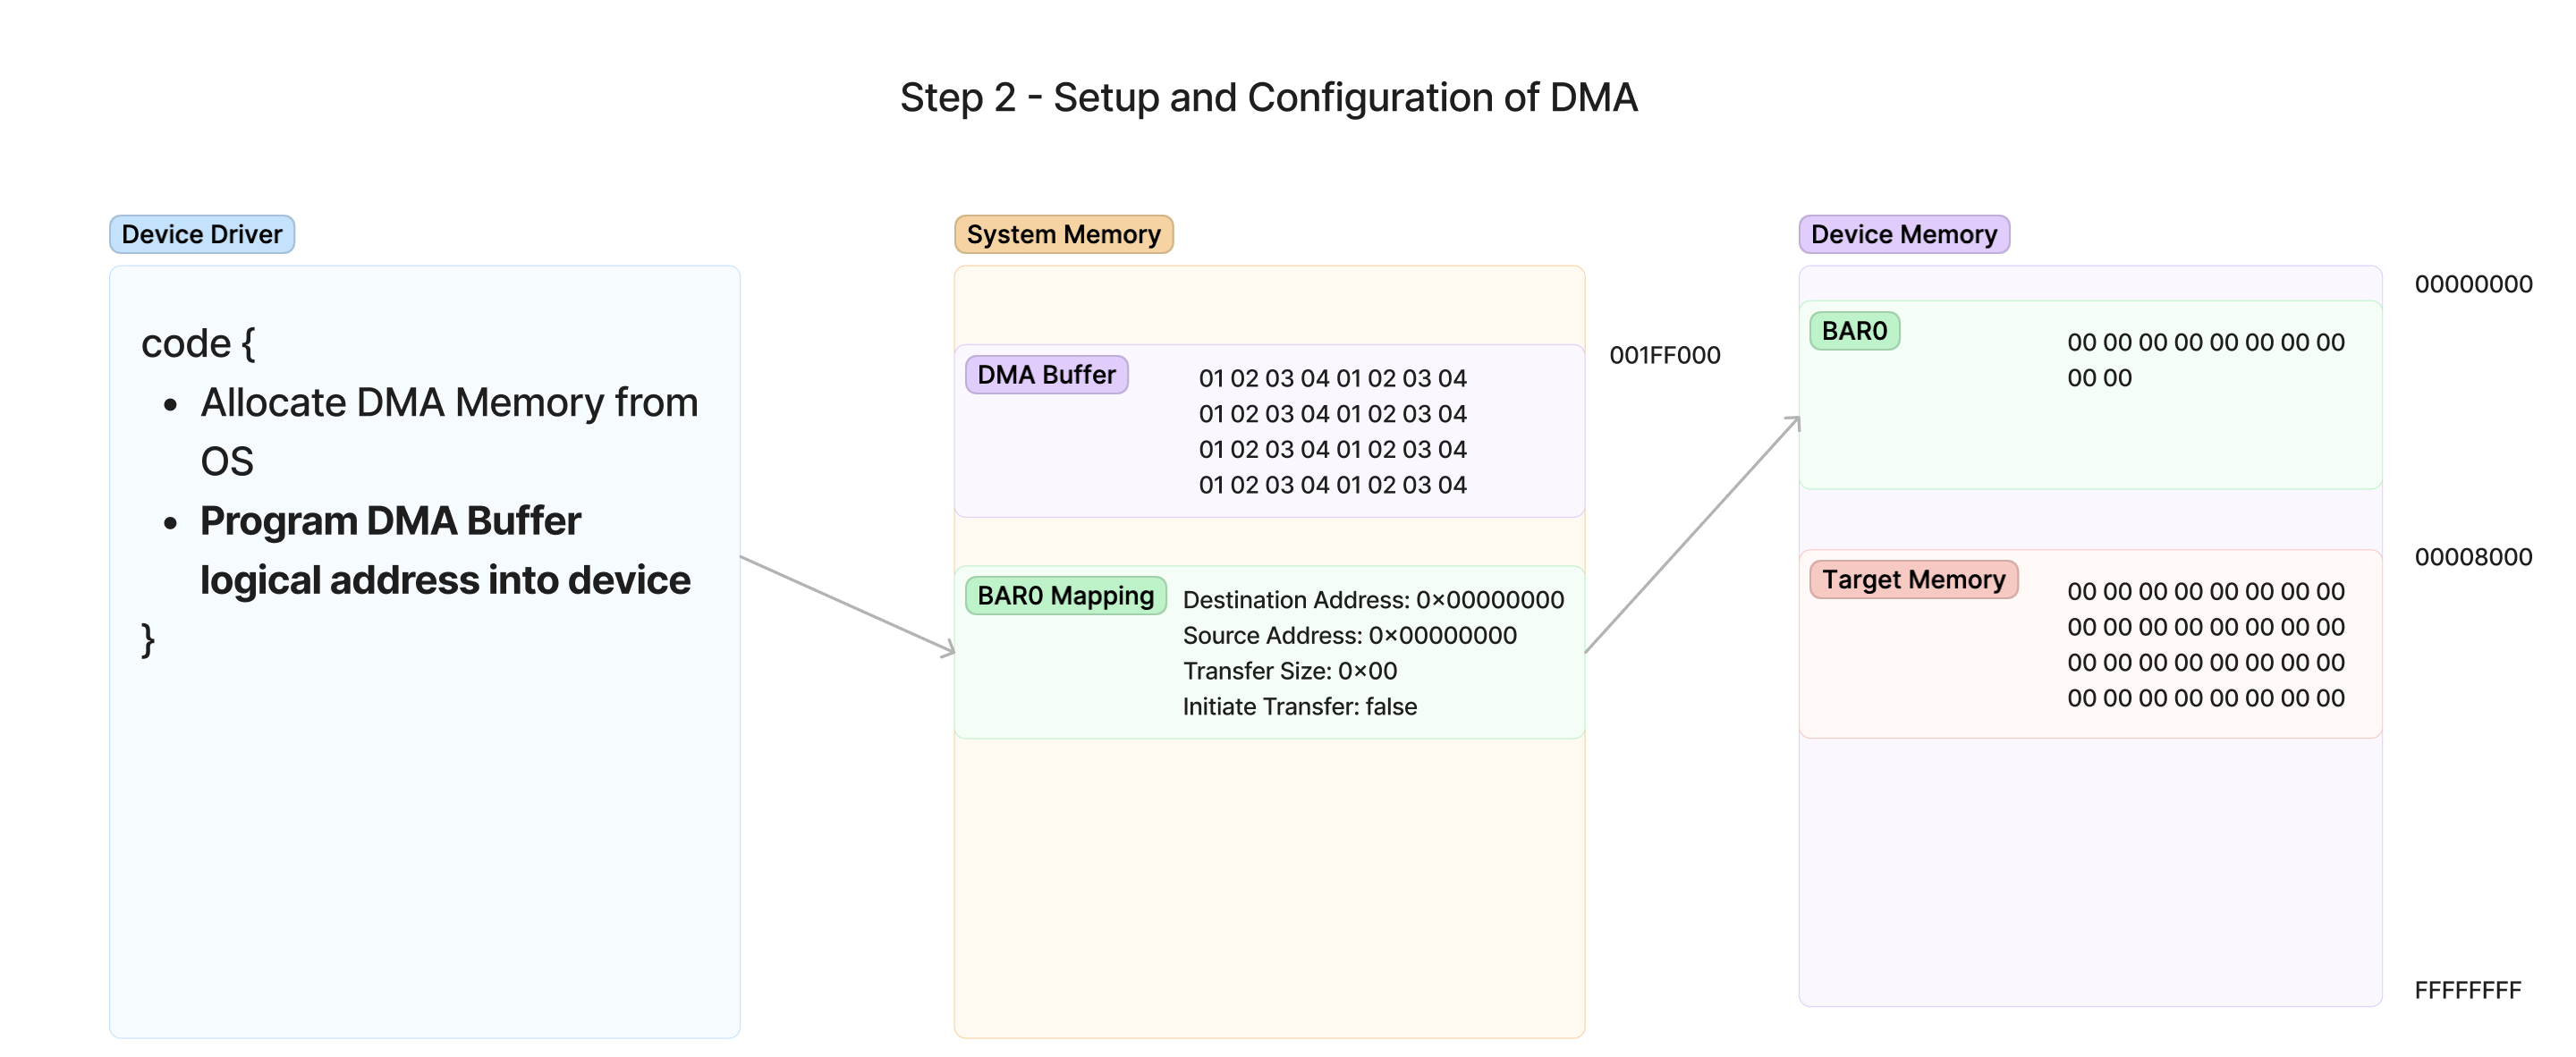 Step 2 - Setup and Configuration of DMA
Device Driver
code {
• Allocate DMA Memory from
OS
• Program DMA Buffer
logical address into device
}
System Memory
DMA Buffer
01 02 03 04 01 02 03 04
01 02 03 04 01 02 03 04
01 02 03 04 01 02 03 04
01 02 03 04 01 02 03 04
001FF000
BAR0 Mapping
Destination Address: 0×00000000
Source Address: 0×00000000
Transfer Size: 0×00
Initiate Transfer: false
Device Memory
00000000
BAR0
00 00 00 00 00 00 00 00
00 00
00008000
Target Memory
00 00 00 00 00 00 00 00
00 00 00 00 00 00 00 00
00 00 00 00 00 00 00 00
00 00 00 00 00 00 00 00
FFFFFFFF